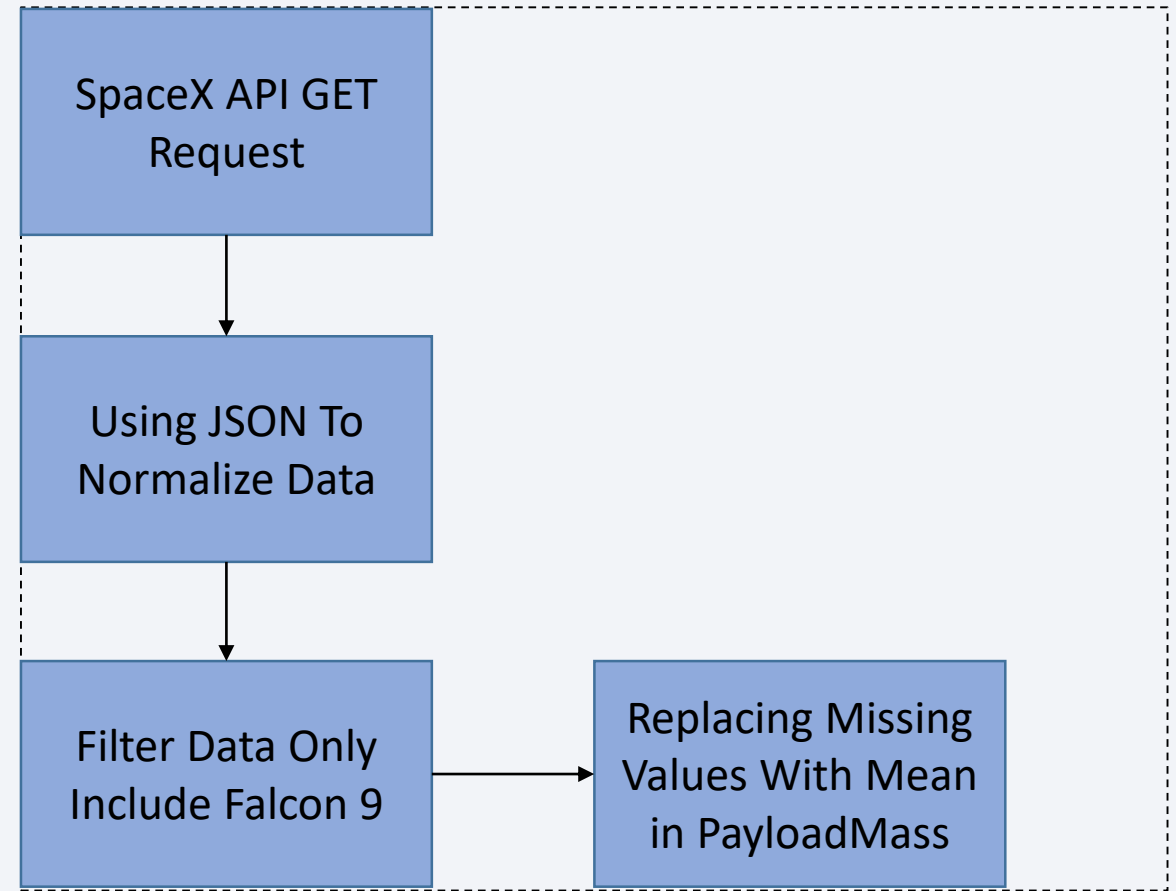 SpaceX API GET
Request
Using JSON To
Normalize Data
Filter Data Only
Include Falcon 9
Replacing Missing
Values With Mean
in PayloadMass